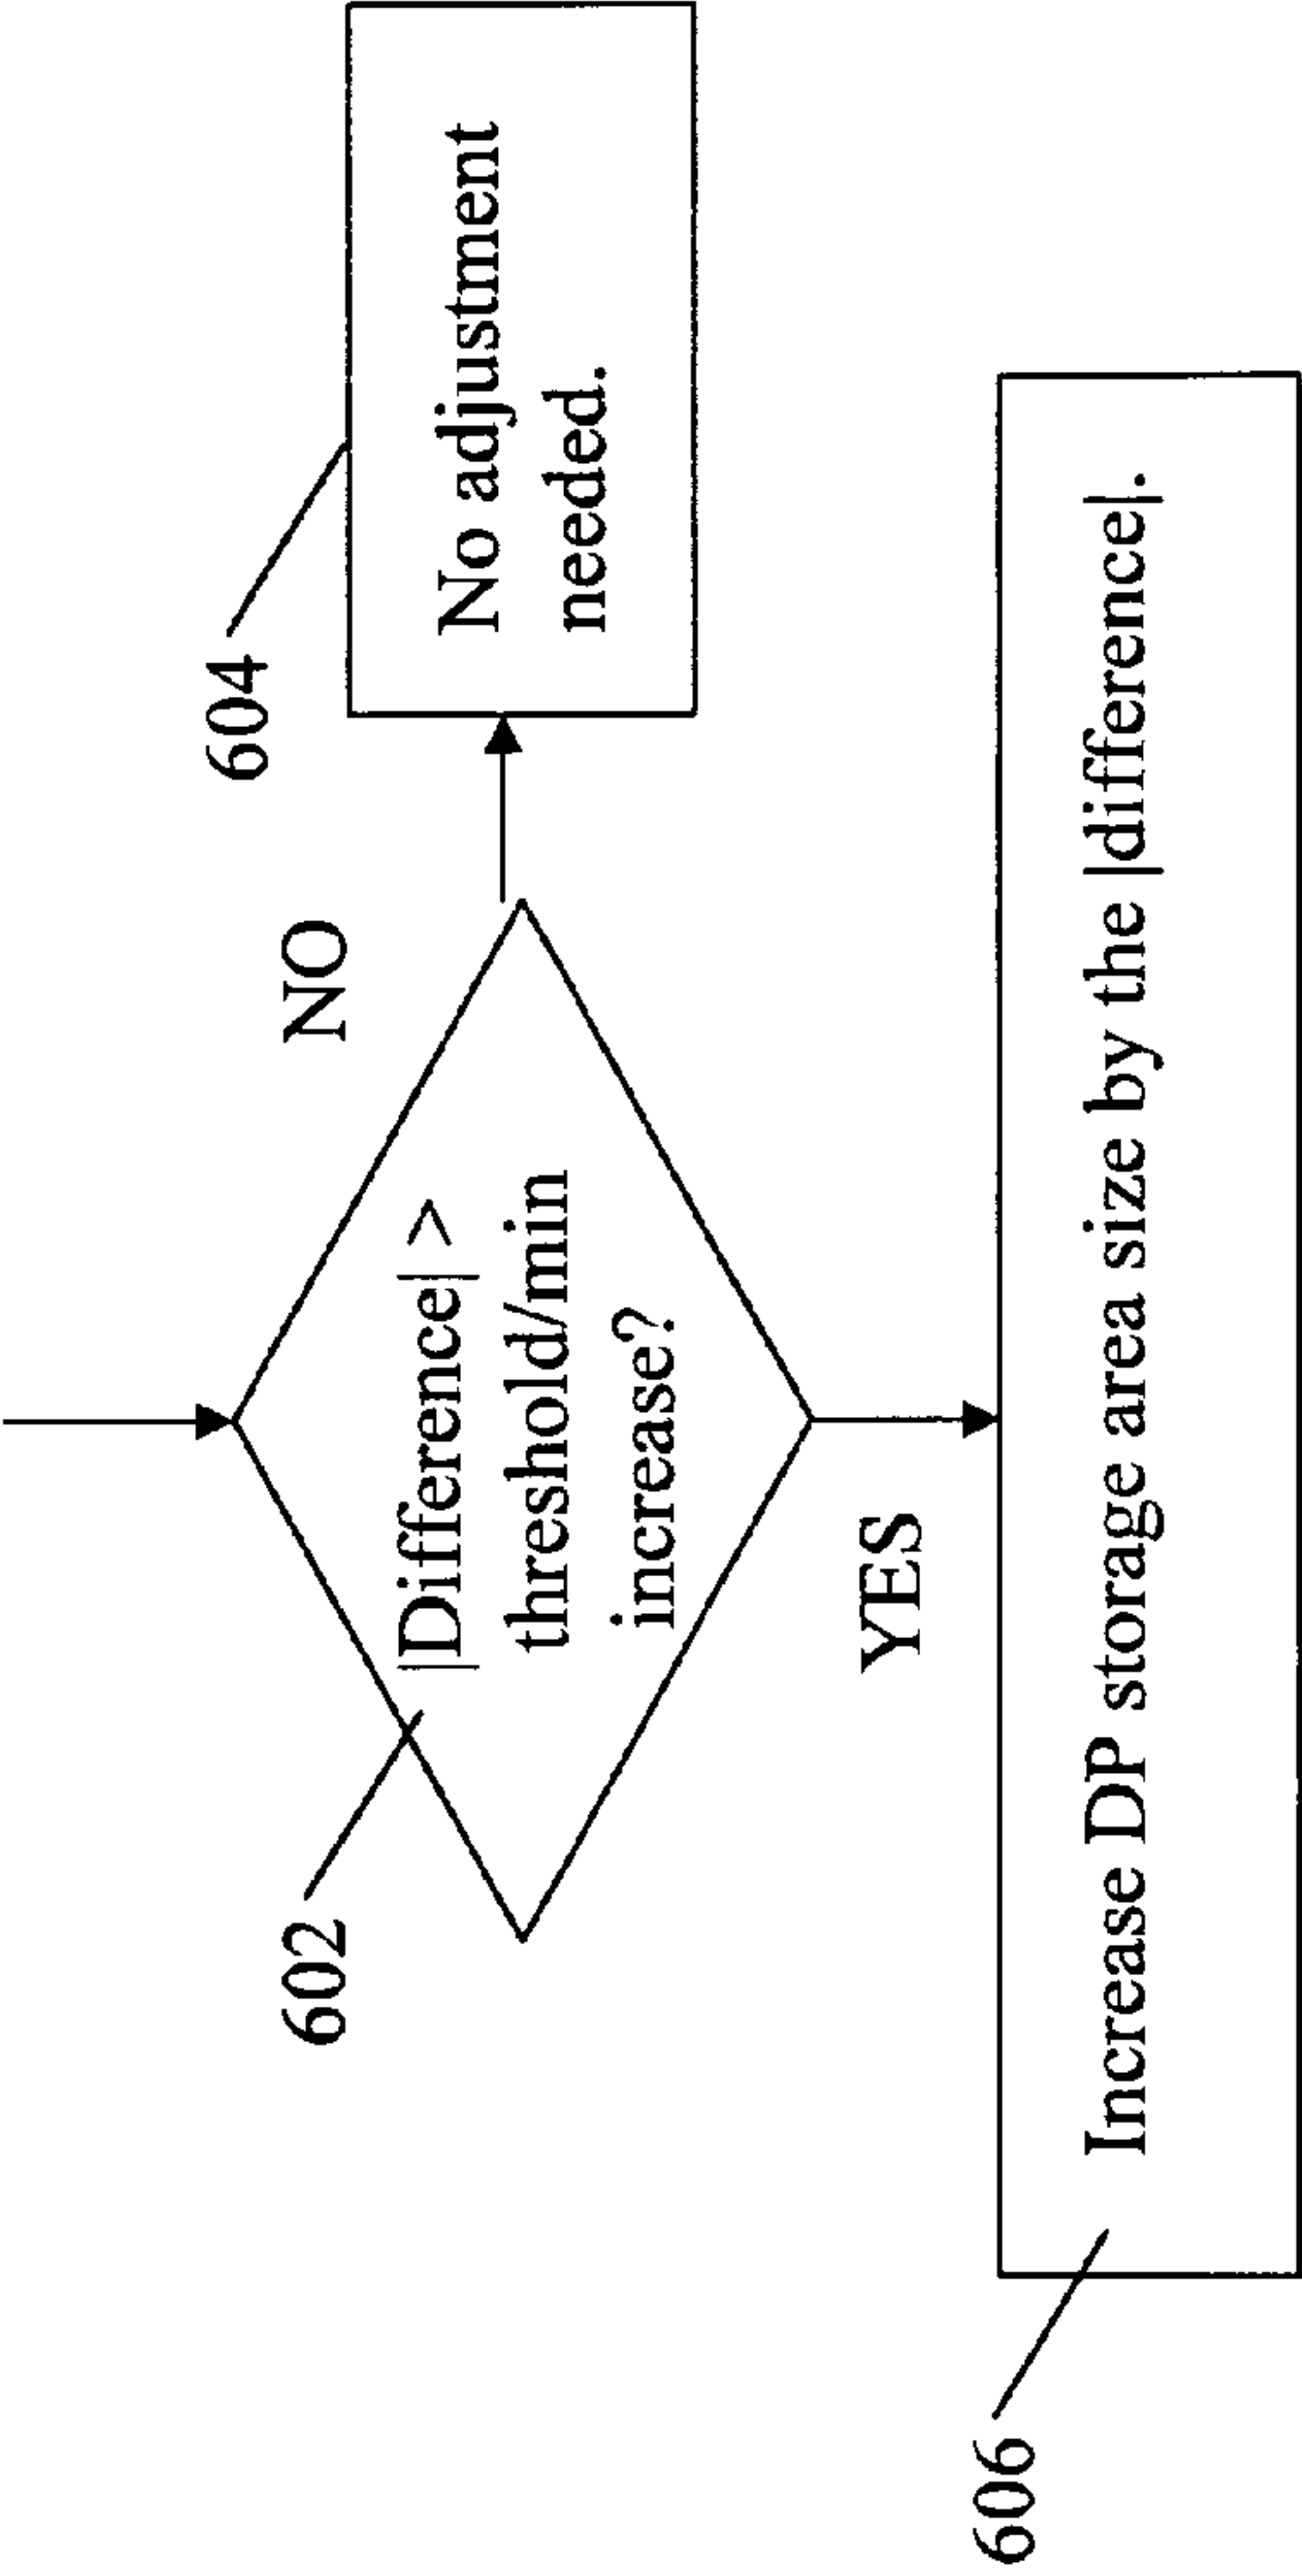 602
|Difference| >
threshold/min
increase?
NO
604
No adjustment
needed.
YES
606
Increase DP storage area size by the |difference|.